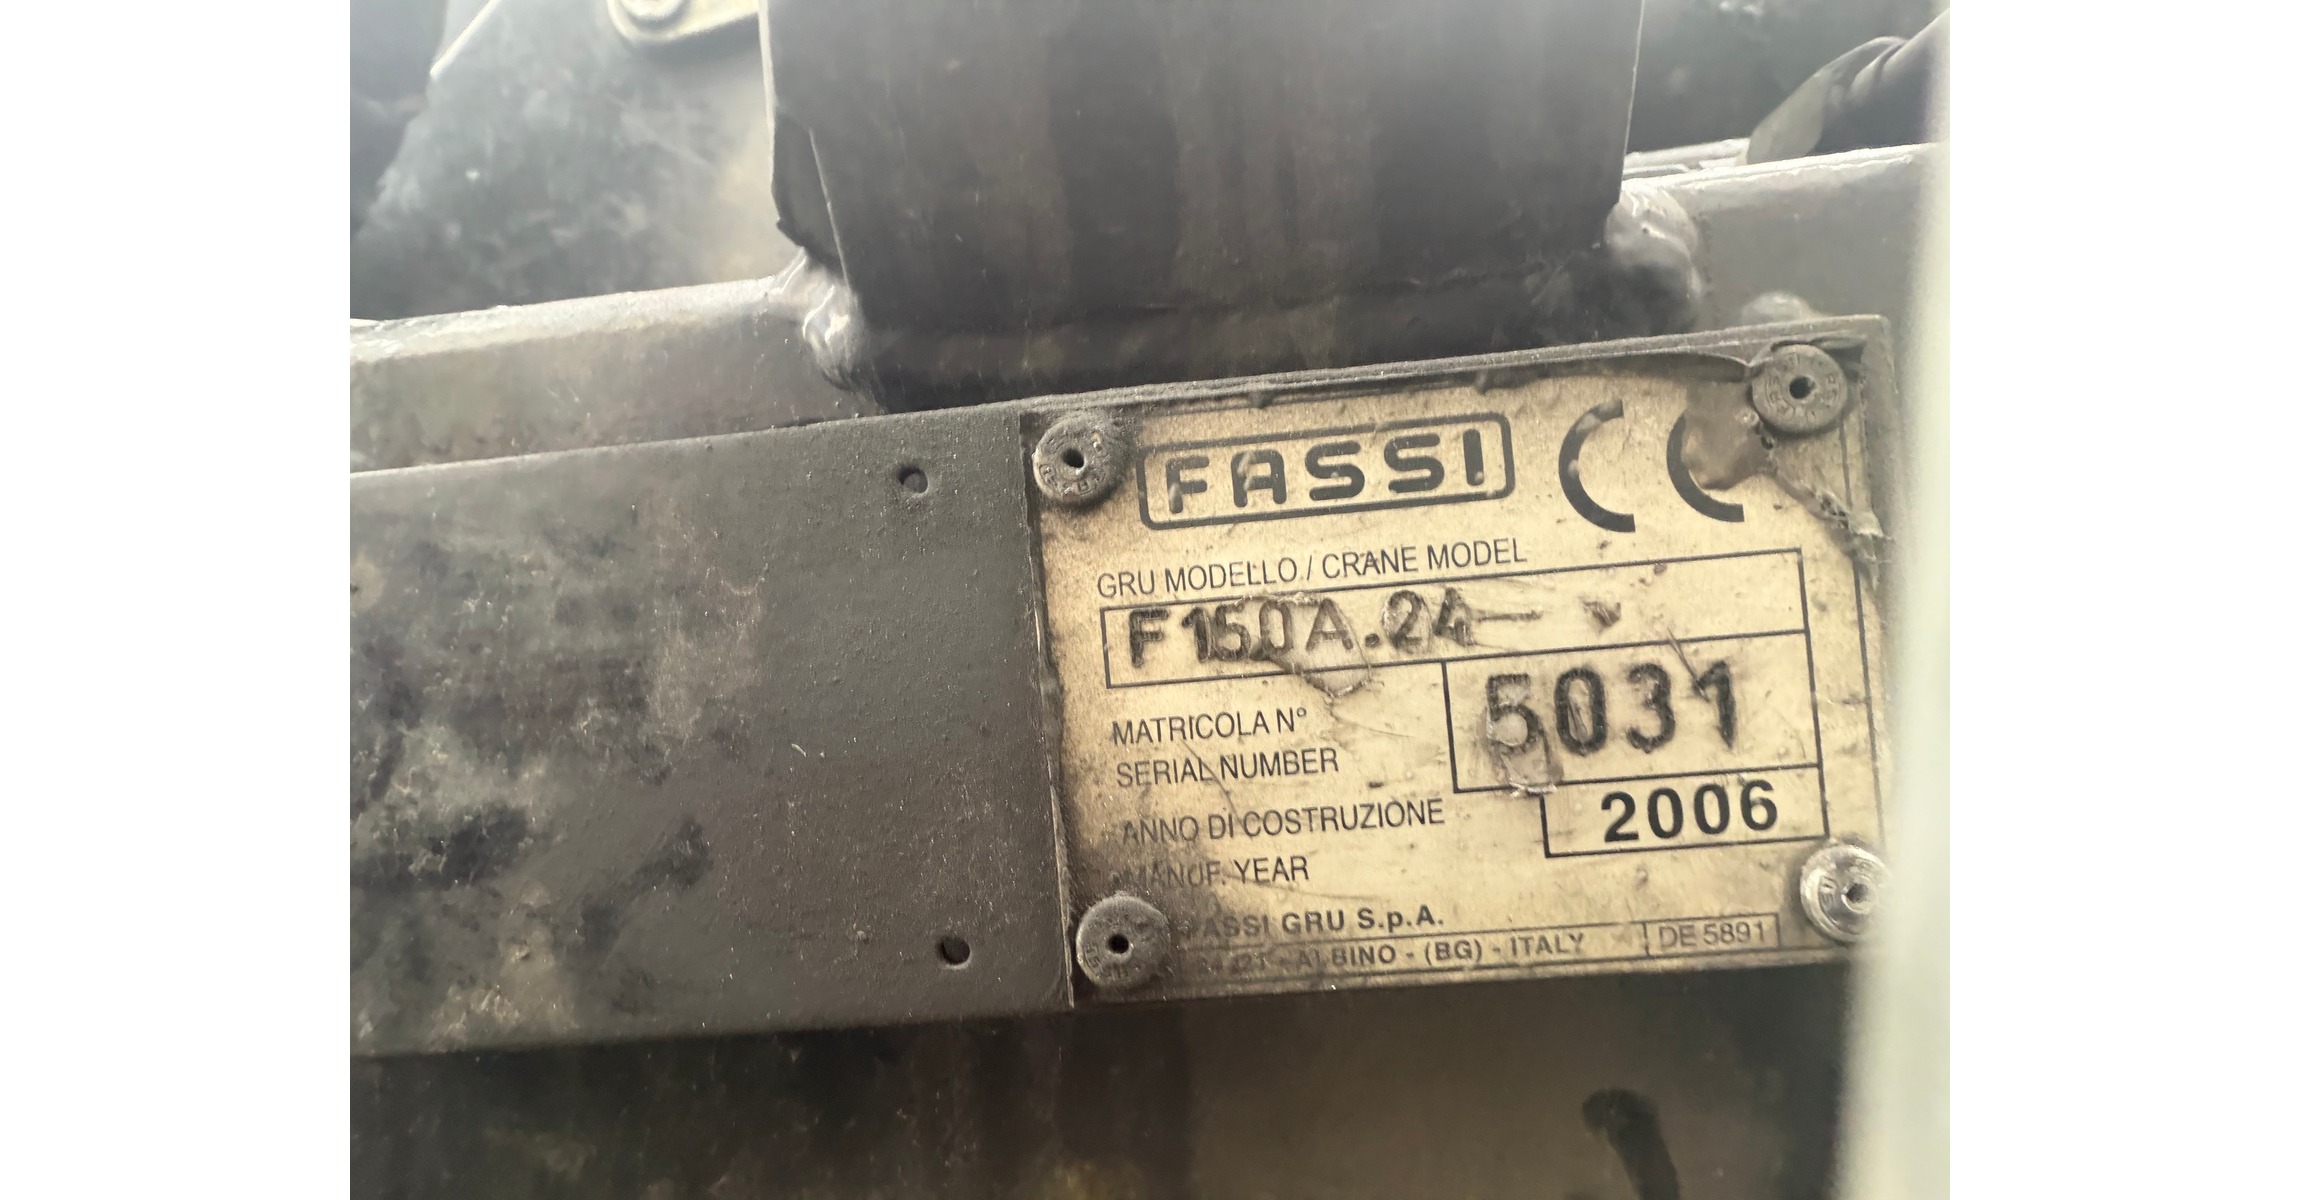 FASSI CE
GRU MODELLO / CRANE MODEL
F150A.24
MATRICOLA N°
SERIAL NUMBER
5031
ANNO DI COSTRUZIONE
MANUF. YEAR
2006
FASSI GRU S.p.A.
ALBINO - (BG) - ITALY
DE 5891